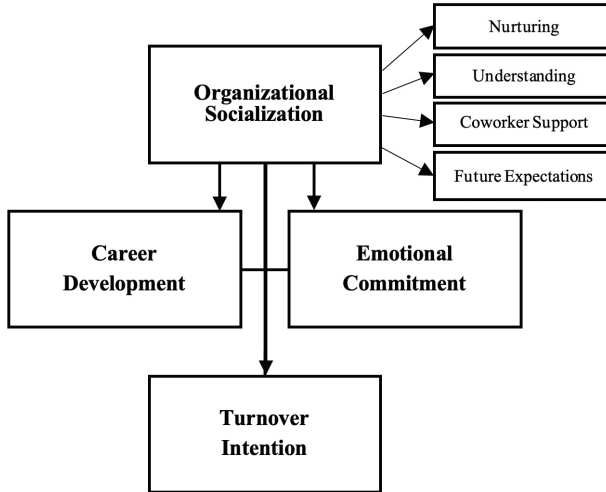 Nurturing
Organizational
Socialization
Understanding
Coworker Support
Future Expectations
Career
Development
Emotional
Commitment
Turnover
Intention